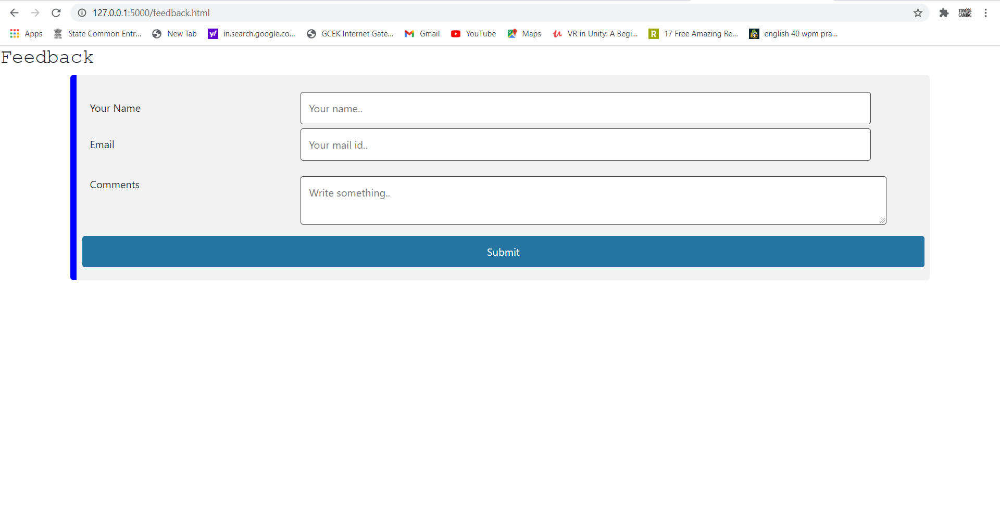 127.0.0.1:5000/feedback.html
TOM GAMING
Apps State Common Entr... New Tab y! in.search.google.co... GCEK Internet Gate... Gmail YouTube Maps VR in Unity: A Begi... R 17 Free Amazing Re... english 40 wpm pra...
Feedback
Your Name Your name..
Email Your mail id..
Comments Write something..
Submit